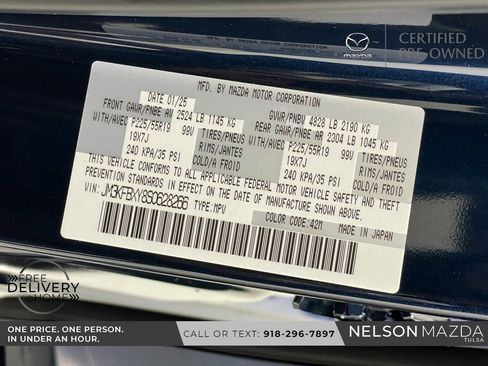 mazda
CERTIFIED
PRE-OWNED
MFD. BY MAZDA MOTOR CORPORATION
DATE 01/25
GVWR/PNBV 4828 LB 2190 KG
FRONT GAWR/PNBE AV 2524 LB 1145 KG
REAR GAWR/PNBE AR 2304 LB 1045 KG
WITH/AVEC P225/55R19 99V TIRES/PNEUS
WITH/AVEC P225/55R19 99V TIRES/PNEUS
19X7J RIMS/JANTES
19X7J RIMS/JANTES
240 KPA/35 PSI COLD/A FROID
240 KPA/35 PSI COLD/A FROID
THIS VEHICLE CONFORMS TO ALL APPLICABLE FEDERAL MOTOR VEHICLE SAFETY AND THEFT
PREVENTION STANDARDS IN EFFECT ON THE DATE OF MANUFACTURE SHOWN ABOVE.
TYPE:MPV
COLOR CODE:42M
MADE IN JAPAN
FREE
DELIVERY
@HOME
ONE PRICE. ONE PERSON.
IN UNDER AN HOUR.
CALL OR TEXT: 918-296-7897
NELSON MAZDA
TULSA